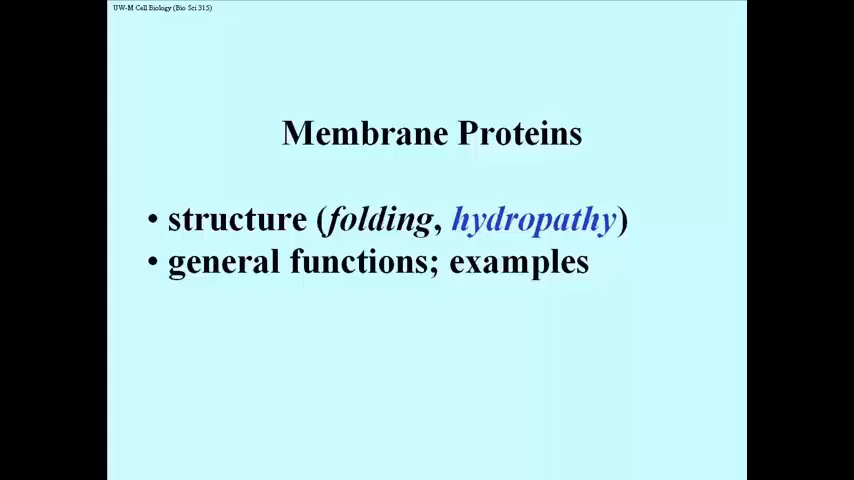 UW-M Cell Biology (Bio Sci 315)
Membrane Proteins
• structure (folding, hydropathy)
• general functions; examples